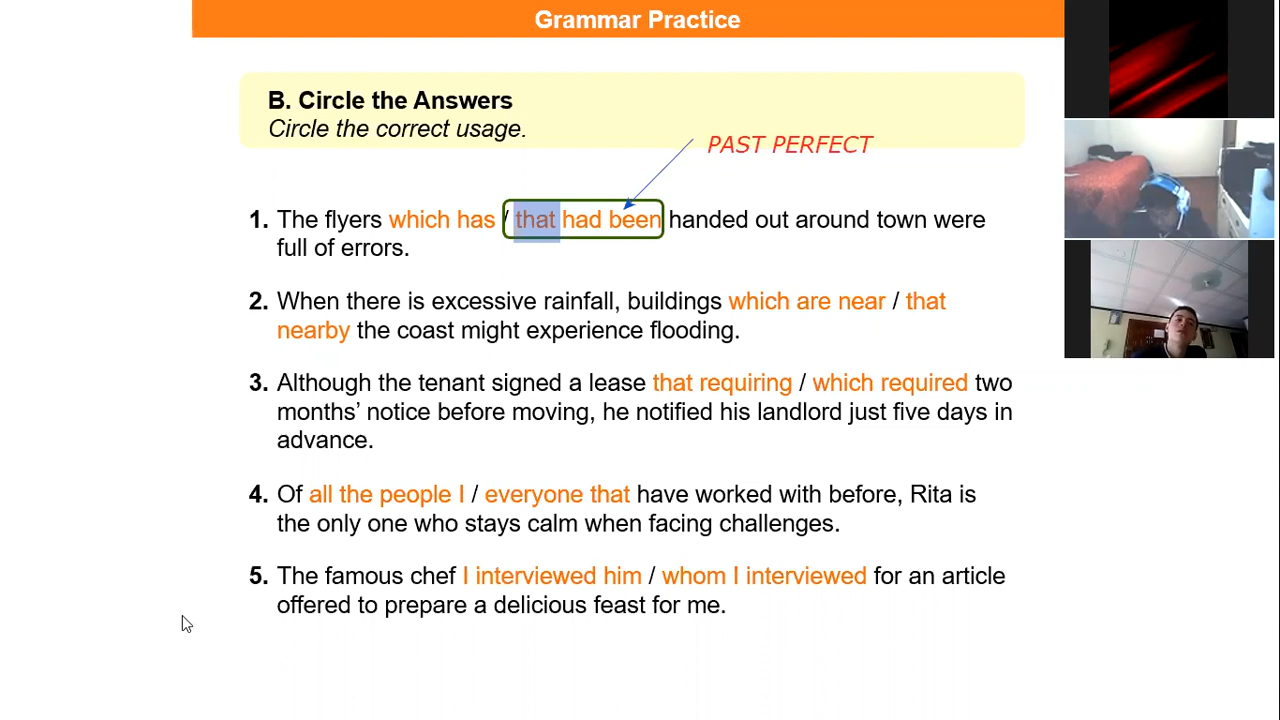 Grammar Practice
B. Circle the Answers
Circle the correct usage.
PAST PERFECT
1. The flyers which has / that had been handed out around town were
full of errors.
2. When there is excessive rainfall, buildings which are near / that
nearby the coast might experience flooding.
3. Although the tenant signed a lease that requiring / which required two
months’ notice before moving, he notified his landlord just five days in
advance.
4. Of all the people I / everyone that have worked with before, Rita is
the only one who stays calm when facing challenges.
5. The famous chef I interviewed him / whom I interviewed for an article
offered to prepare a delicious feast for me.